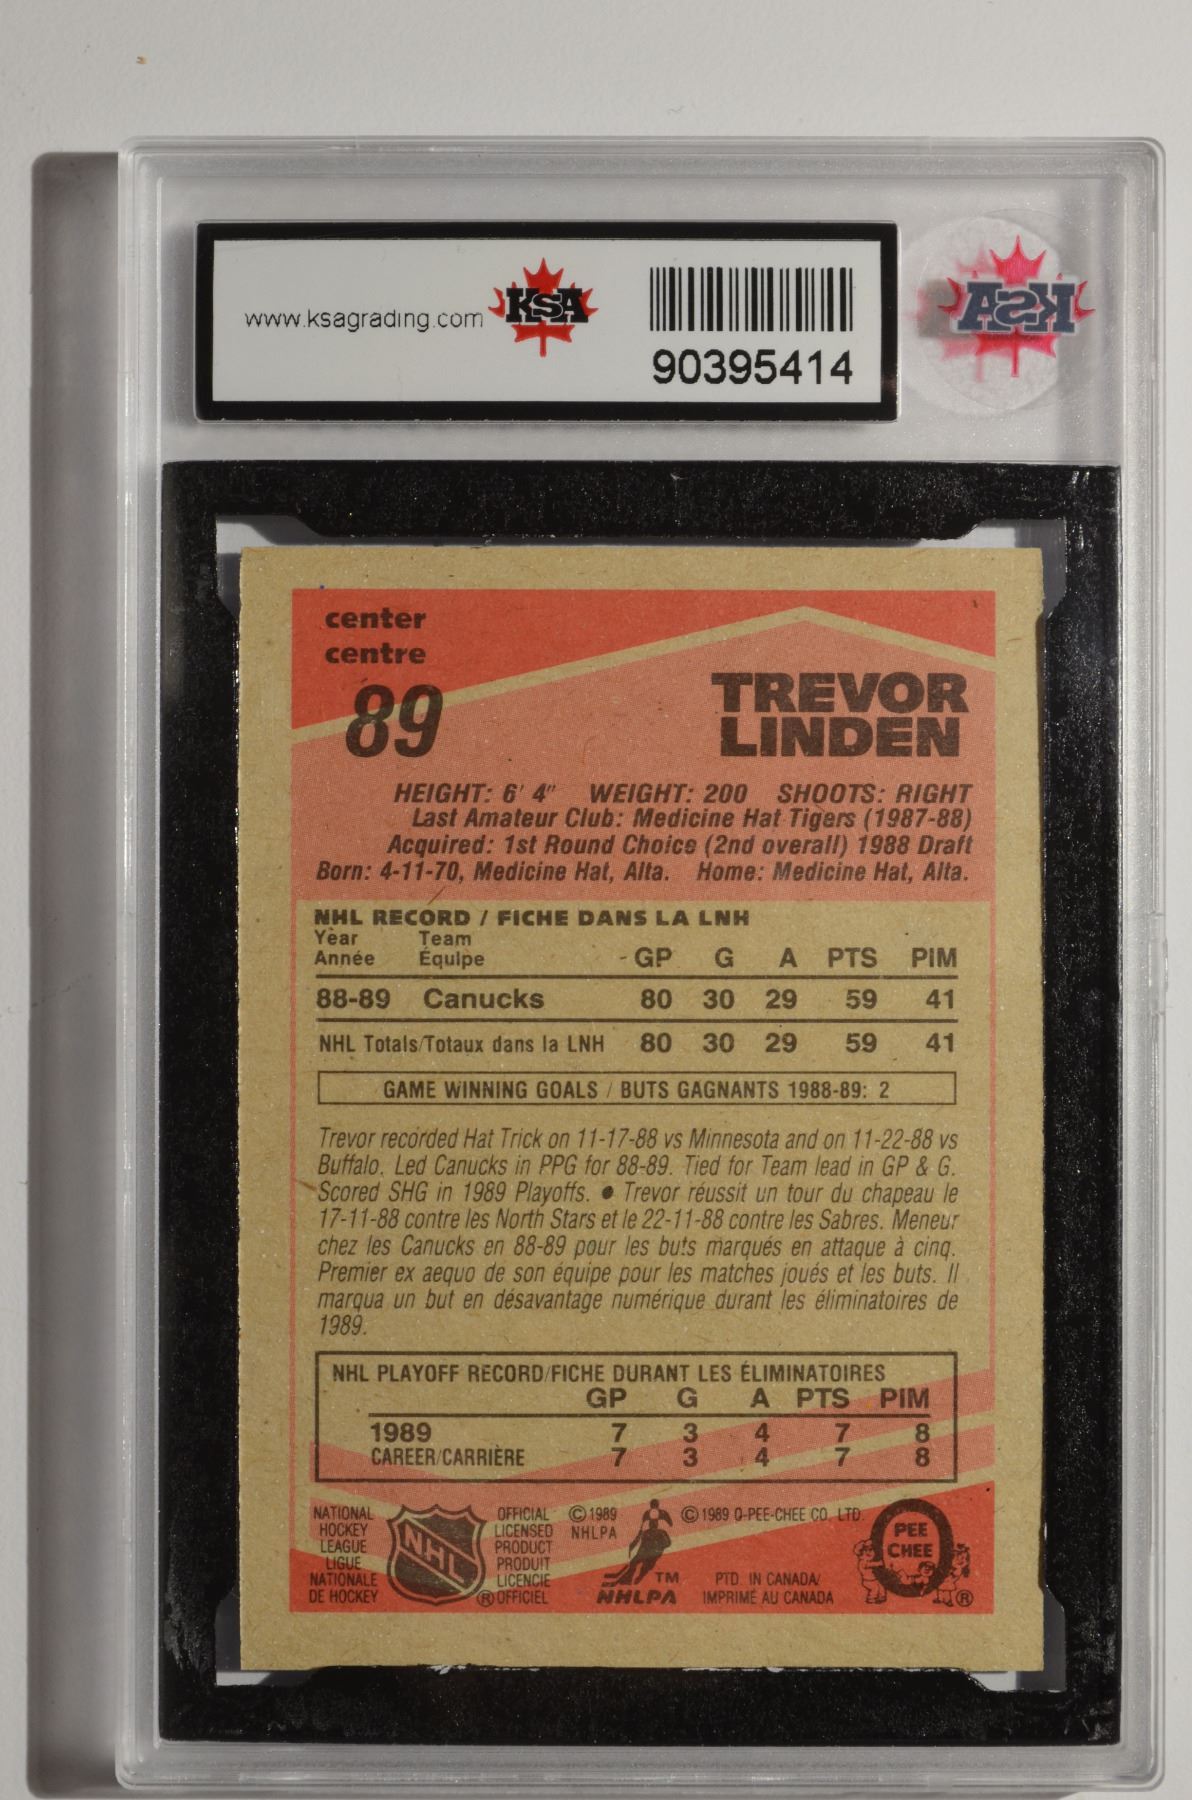 www.ksagrading.com
KSA
90395414
KSA
center
centre
89
TREVOR
LINDEN
HEIGHT: 6' 4" WEIGHT: 200 SHOOTS: RIGHT
Last Amateur Club: Medicine Hat Tigers (1987-88)
Acquired: 1st Round Choice (2nd overall) 1988 Draft
Born: 4-11-70, Medicine Hat, Alta. Home: Medicine Hat, Alta.
NHL RECORD / FICHE DANS LA LNH
Year Team
Année Équipe GP G A PTS PIM
88-89 Canucks 80 30 29 59 41
NHL Totals/Totaux dans la LNH 80 30 29 59 41
GAME WINNING GOALS / BUTS GAGNANTS 1988-89: 2
Trevor recorded Hat Trick on 11-17-88 vs Minnesota and on 11-22-88 vs
Buffalo. Led Canucks in PPG for 88-89. Tied for Team lead in GP & G.
Scored SHG in 1989 Playoffs. ● Trevor réussit un tour du chapeau le
17-11-88 contre les North Stars et le 22-11-88 contre les Sabres. Meneur
chez les Canucks en 88-89 pour les buts marqués en attaque à cinq.
Premier ex aequo de son équipe pour les matches joués et les buts. Il
marqua un but en désavantage numérique durant les éliminatoires de
1989.
NHL PLAYOFF RECORD/FICHE DURANT LES ÉLIMINATOIRES
GP G A PTS PIM
1989 7 3 4 7 8
CAREER/CARRIÈRE 7 3 4 7 8
NATIONAL
HOCKEY
LEAGUE
LIGUE
NATIONALE
DE HOCKEY
NHL
®
OFFICIAL
LICENSED
PRODUCT
PRODUIT
LICENCIE
OFFICIEL
© 1989
NHLPA
TM
NHLPA
© 1989 O-PEE-CHEE CO. LTD.
PTD. IN CANADA/
IMPRIMÉ AU CANADA
O
PEE
CHEE
®